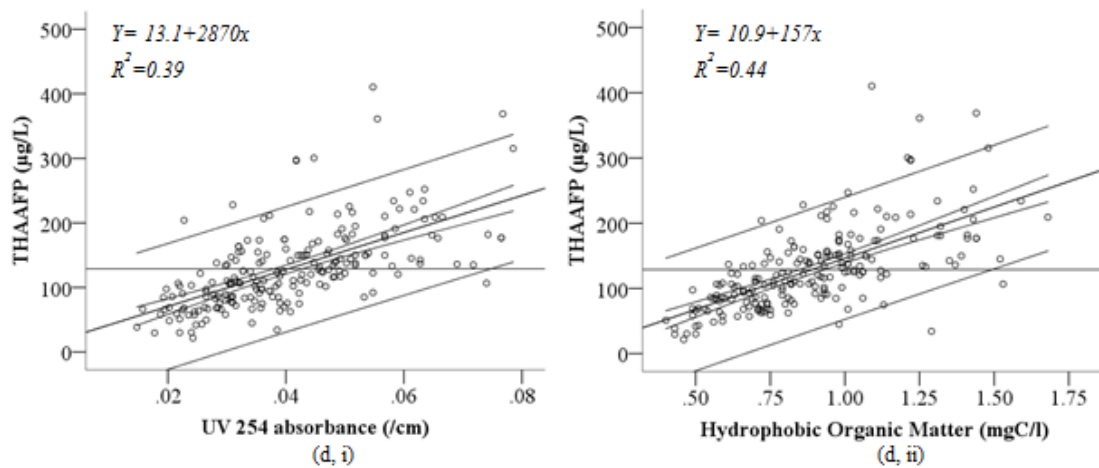 Y= 13.1+2870x
R²=0.39
THAAFP (µg/L)
500
400
300
200
100
0
.02 .04 .06 .08
UV 254 absorbance (/cm)
(d, i)
Y= 10.9+157x
R²=0.44
THAAFP (µg/L)
500
400
300
200
100
0
.50 .75 1.00 1.25 1.50 1.75
Hydrophobic Organic Matter (mgC/l)
(d, ii)